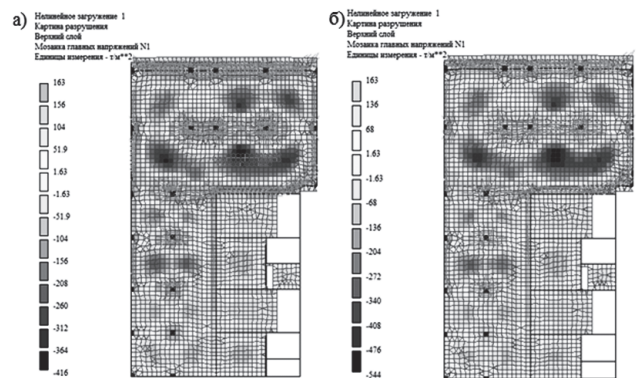 а)
Нелинейное загружение 1
Картина разрушения
Верхний слой
Мозаика главных напряжений N1
Единицы измерения - т/м**2
163
156
104
51.9
1.63
-1.63
-51.9
-104
-156
-208
-260
-312
-364
-416
б)
Нелинейное загружение 1
Картина разрушения
Верхний слой
Мозаика главных напряжений N1
Единицы измерения - т/м**2
163
136
68
1.63
-1.63
-68
-136
-204
-272
-340
-408
-476
-544